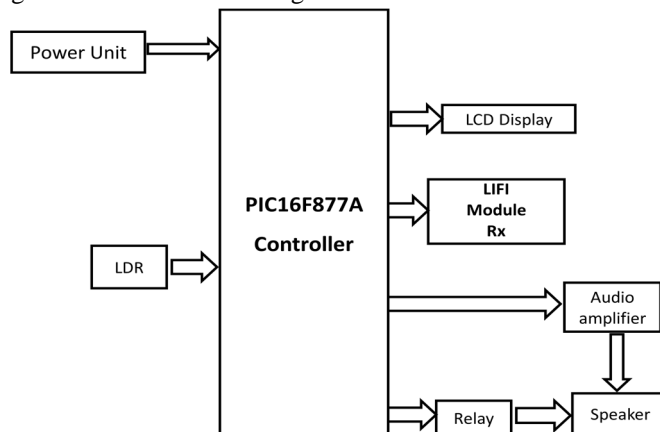 Power Unit
LCD Display
PIC16F877A
Controller
LIFI
Module
Rx
LDR
Audio
amplifier
Relay
Speaker